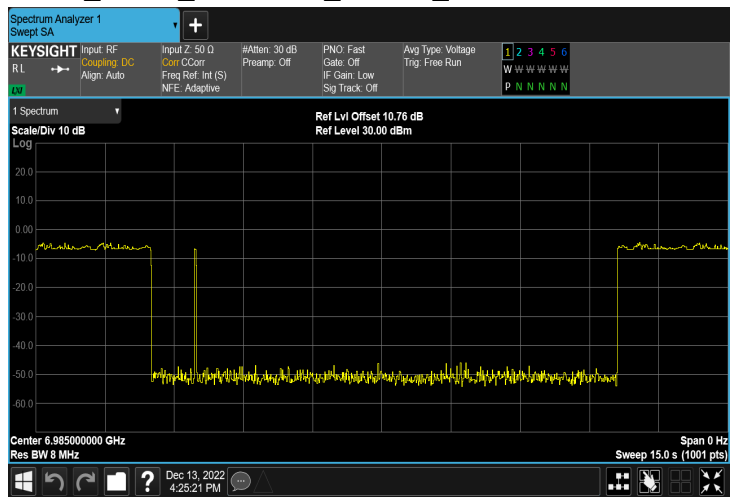 Spectrum Analyzer 1
Swept SA
+
KEYSIGHT
RL
LXI
Input: RF
Coupling: DC
Align: Auto
Input Z: 50 Ω
Corr CCorr
Freq Ref: Int (S)
NFE: Adaptive
#Atten: 30 dB
Preamp: Off
PNO: Fast
Gate: Off
IF Gain: Low
Sig Track: Off
Avg Type: Voltage
Trig: Free Run
1 2 3 4 5 6
W W W W W W
P N N N N N
1 Spectrum
Scale/Div 10 dB
Ref Lvl Offset 10.76 dB
Ref Level 30.00 dBm
Log
20.0
10.0
0.00
-10.0
-20.0
-30.0
-40.0
-50.0
-60.0
Center 6.985000000 GHz
Res BW 8 MHz
Span 0 Hz
Sweep 15.0 s (1001 pts)
?
Dec 13, 2022
4:25:21 PM